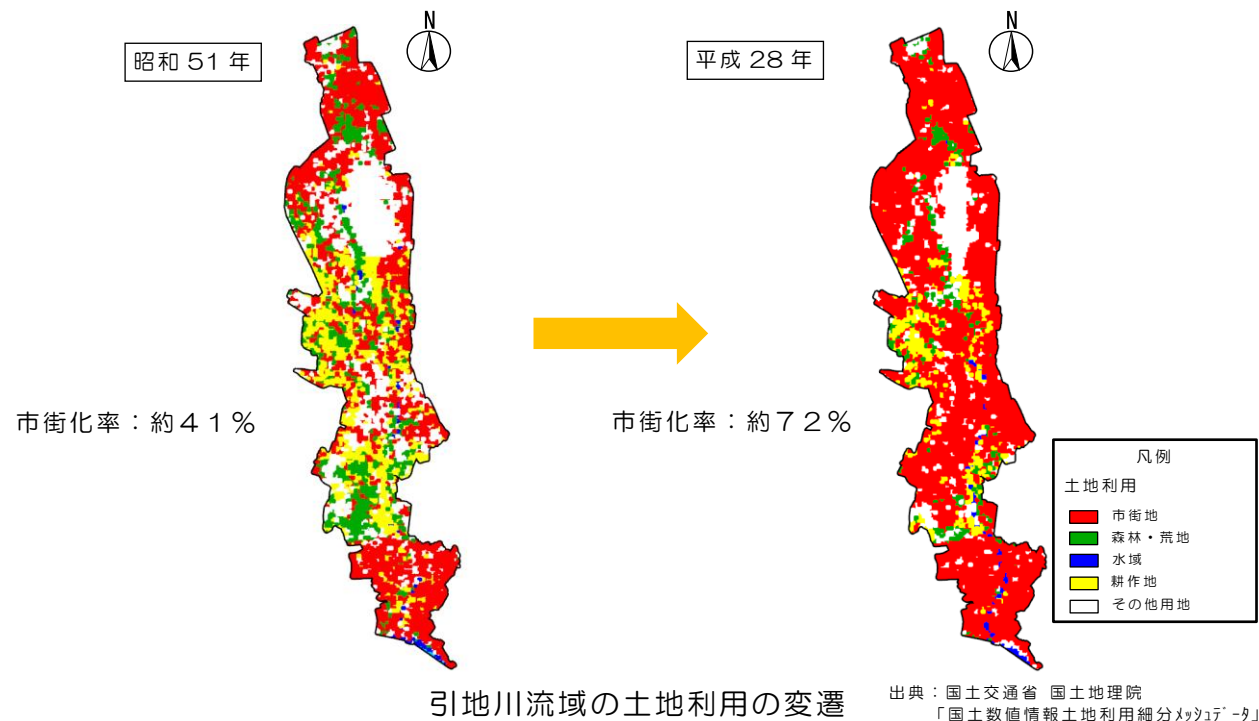 昭和51年
N
平成28年
N
市街化率：約41％
市街化率：約72％
凡例
土地利用
市街地
森林・荒地
水域
耕作地
その他用地
引地川流域の土地利用の変遷
出典：国土交通省 国土地理院
「国土数値情報土地利用細分ﾒｯｼｭﾃﾞｰﾀ」